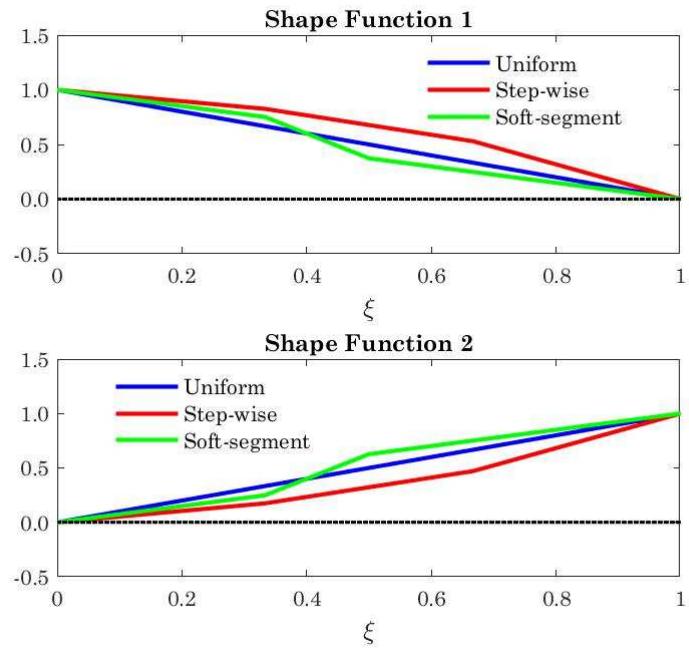 Shape Function 1
1.5
1.0
0.5
0.0
-0.5
Uniform
Step-wise
Soft-segment
0 0.2 0.4 0.6 0.8 1
ξ
Shape Function 2
1.5
1.0
0.5
0.0
-0.5
Uniform
Step-wise
Soft-segment
0 0.2 0.4 0.6 0.8 1
ξ